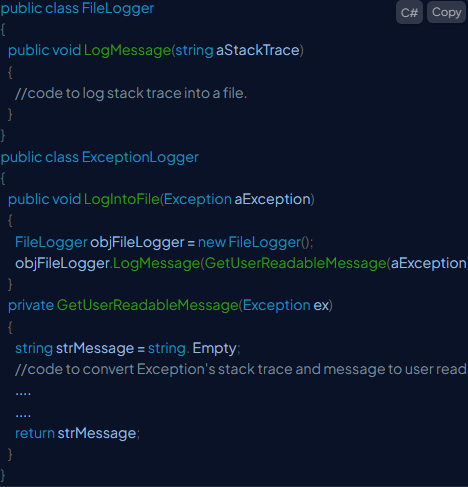 C# Copy
public class FileLogger
{
public void LogMessage(string aStackTrace)
{
//code to log stack trace into a file.
}
}
public class ExceptionLogger
{
public void LogIntoFile(Exception aException)
{
FileLogger objFileLogger = new FileLogger();
objFileLogger.LogMessage(GetUserReadableMessage(aException
}
private GetUserReadableMessage(Exception ex)
{
string strMessage = string. Empty;
//code to convert Exception's stack trace and message to user read
....
....
return strMessage;
}
}